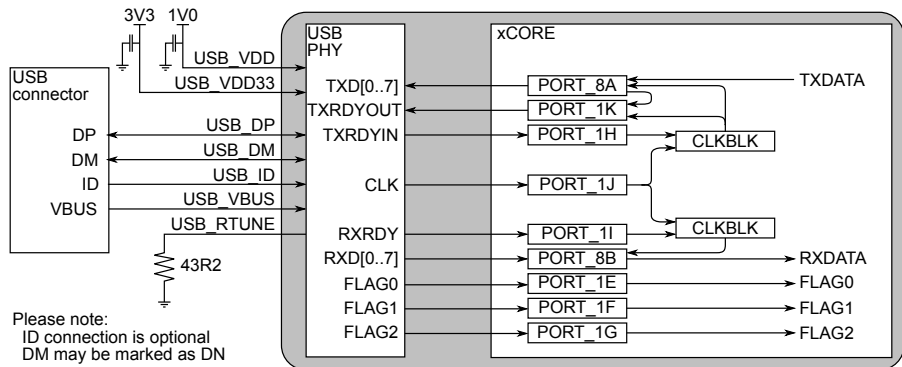 3V3
1V0
USB_VDD
USB_VDD33
USB
connector
DP
DM
ID
VBUS
USB_DP
USB_DM
USB_ID
USB_VBUS
USB_RTUNE
43R2
Please note:
ID connection is optional
DM may be marked as DN
USB
PHY
TXD[0..7]
TXRDYOUT
TXRDYIN
CLK
RXRDY
RXD[0..7]
FLAG0
FLAG1
FLAG2
xCORE
PORT_8A
PORT_1K
PORT_1H
PORT_1J
PORT_1I
PORT_8B
PORT_1E
PORT_1F
PORT_1G
CLKBLK
CLKBLK
TXDATA
RXDATA
FLAG0
FLAG1
FLAG2